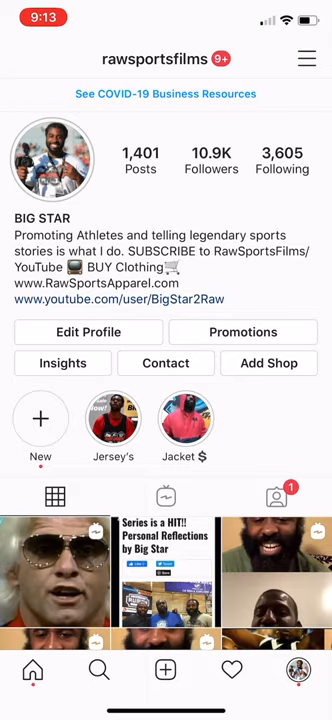 9:13
rawsportsfilms 9+
See COVID-19 Business Resources
1,401 10.9K 3,605
Posts Followers Following
BIG STAR
Promoting Athletes and telling legendary sports
stories is what I do. SUBSCRIBE to RawSportsFilms/
YouTube 📺 BUY Clothing🛒
www.RawSportsApparel.com
www.youtube.com/user/BigStar2Raw
Edit Profile Promotions
Insights Contact Add Shop
Now!
New Jersey's Jacket $
1
Series is a HIT!!
Personal Reflections
by Big Star